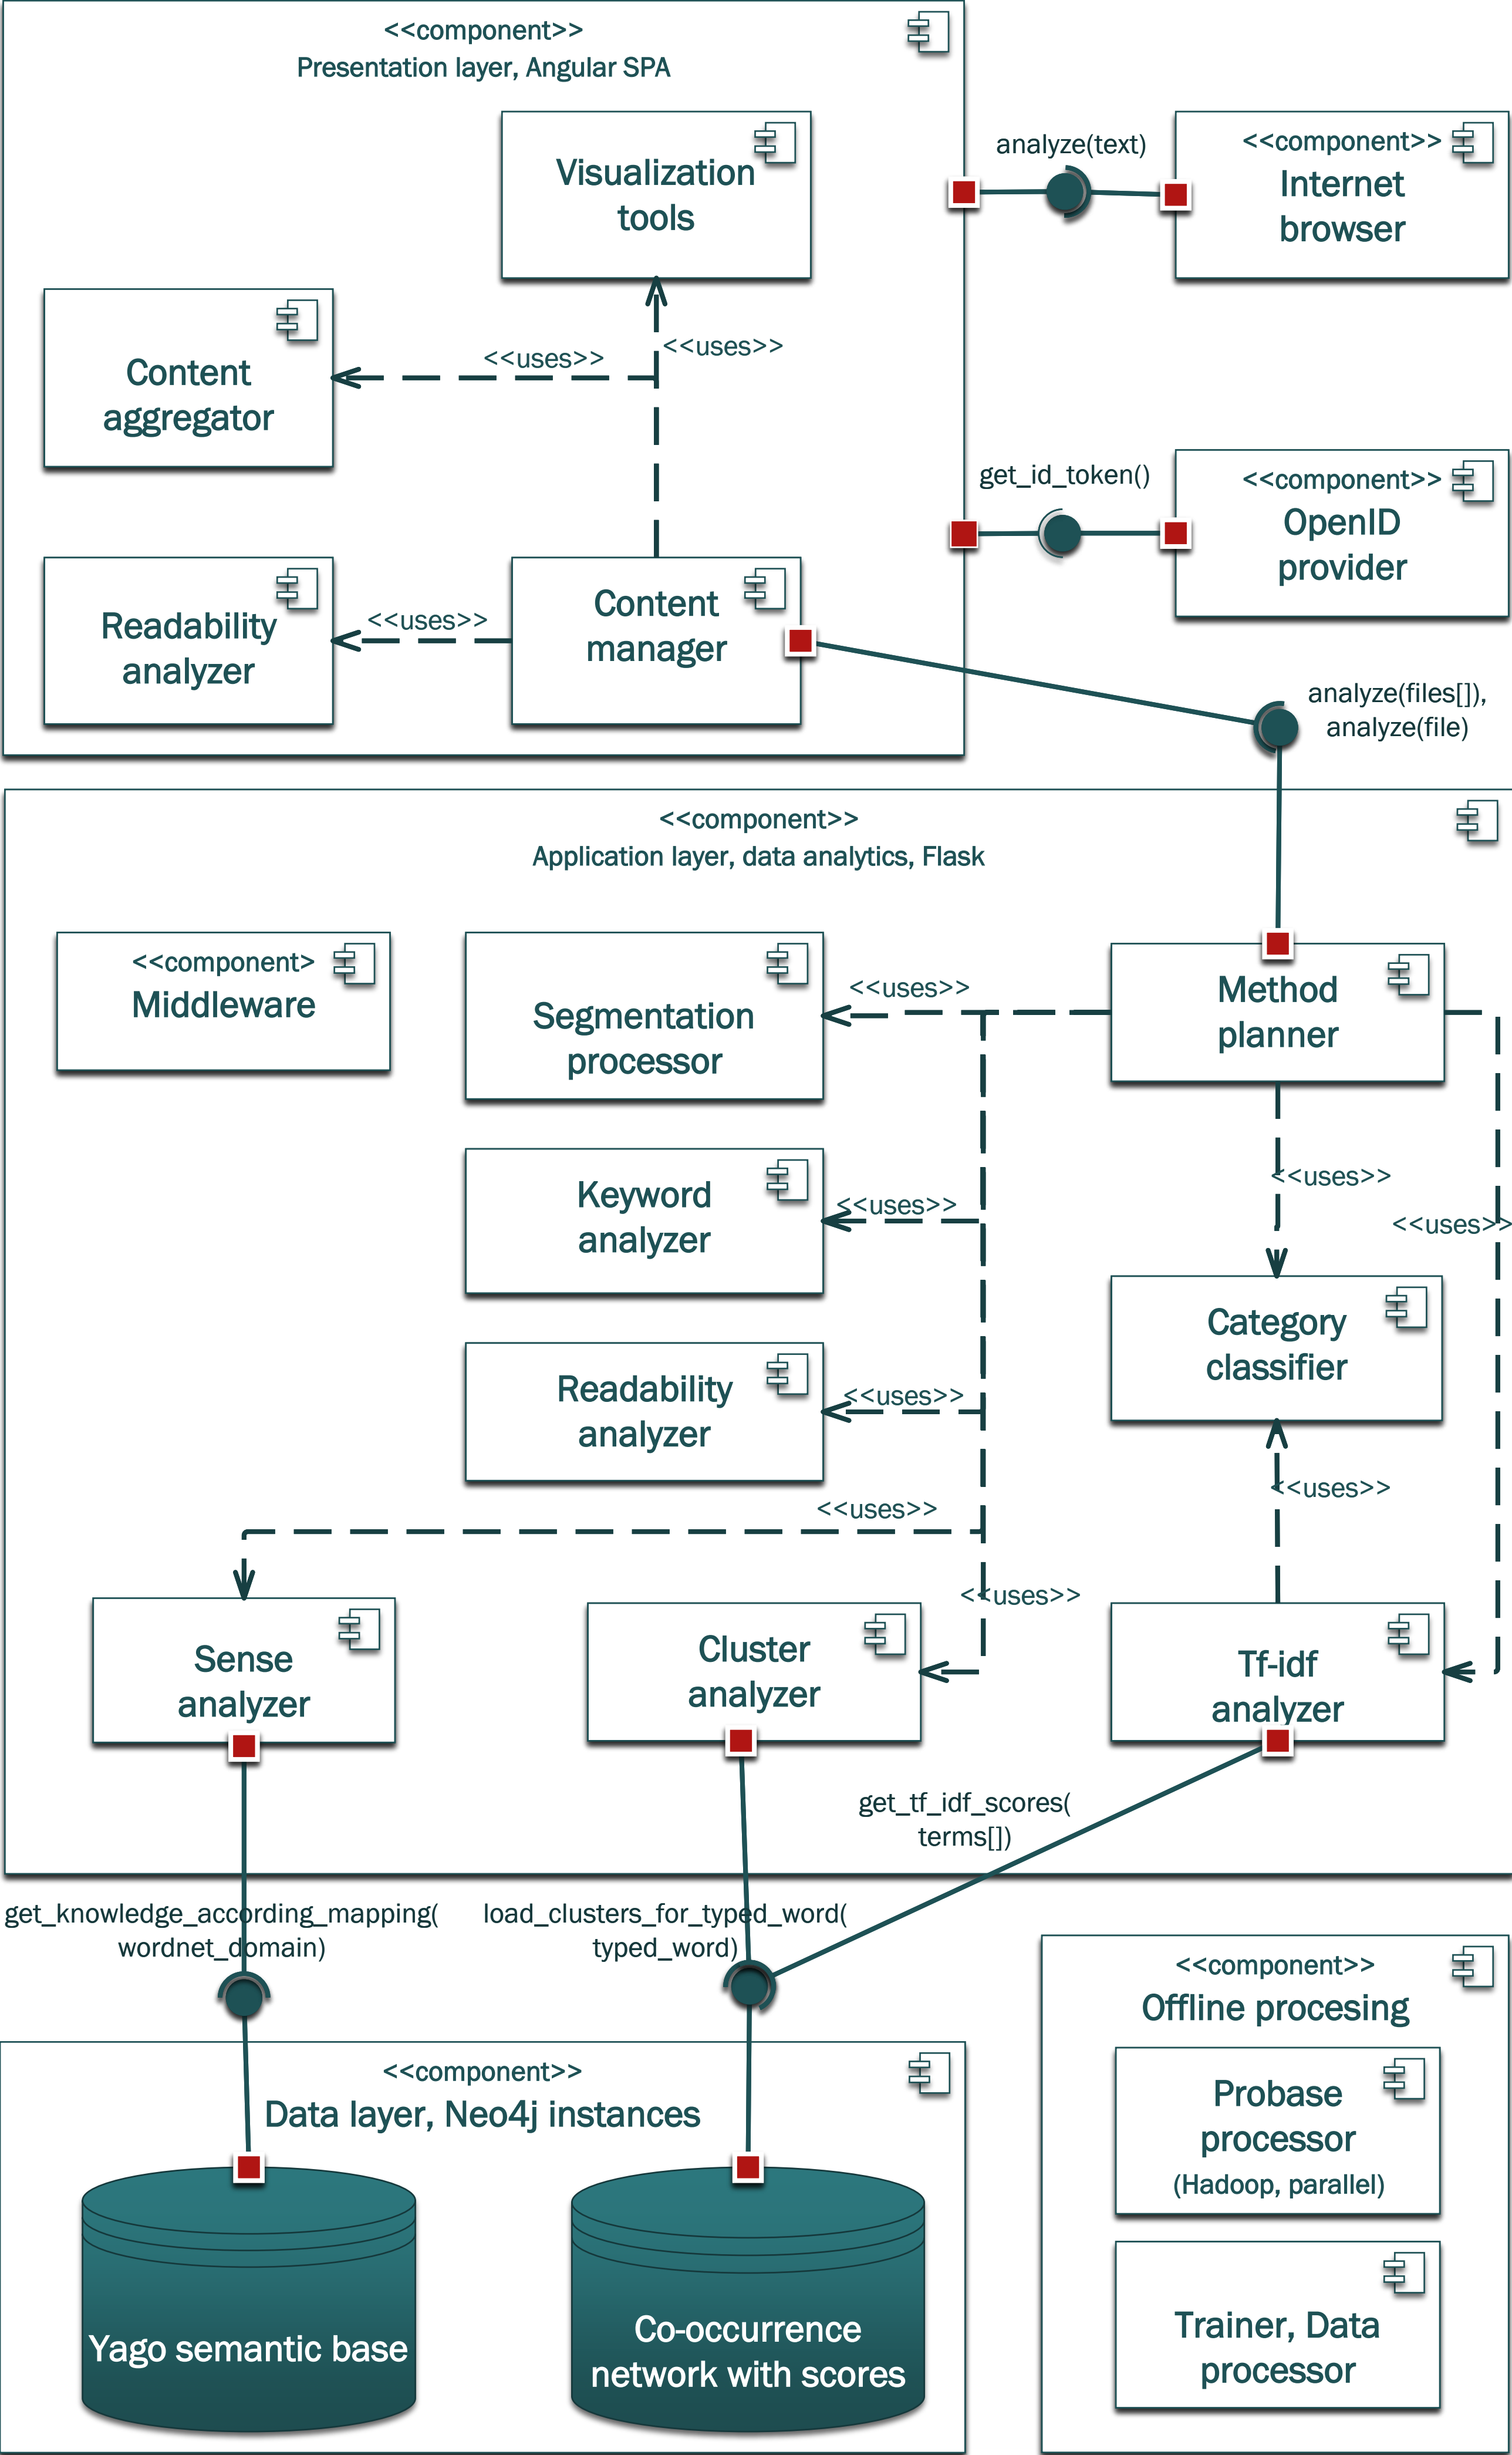 <<component>>
Presentation layer, Angular SPA
Visualization
tools
analyze(text)
<<component>>
Internet
browser
Content
aggregator
<<uses>>
<<uses>>
get_id_token()
<<component>>
OpenID
provider
Readability
analyzer
<<uses>>
Content
manager
analyze(files[]),
analyze(file)
<<component>>
Application layer, data analytics, Flask
<<component>
Middleware
Segmentation
processor
<<uses>>
Method
planner
Keyword
analyzer
<<uses>>
<<uses>>
<<uses>>
Category
classifier
Readability
analyzer
<<uses>>
<<uses>>
<<uses>>
<<uses>>
Sense
analyzer
Cluster
analyzer
Tf-idf
analyzer
get_tf_idf_scores(
terms[])
get_knowledge_according_mapping(
wordnet_domain)
load_clusters_for_typed_word(
typed_word)
<<component>>
Offline procesing
Probase
processor
(Hadoop, parallel)
Trainer, Data
processor
<<component>>
Data layer, Neo4j instances
Yago semantic base
Co-occurrence
network with scores